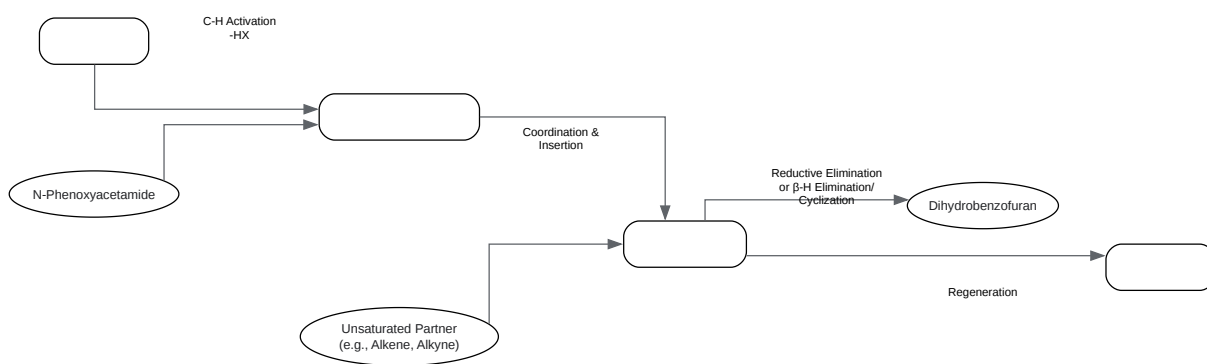 C-H Activation
-HX
N-Phenoxyacetamide
Coordination &
Insertion
Reductive Elimination
or β-H Elimination/
Cyclization
Dihydrobenzofuran
Regeneration
Unsaturated Partner
(e.g., Alkene, Alkyne)